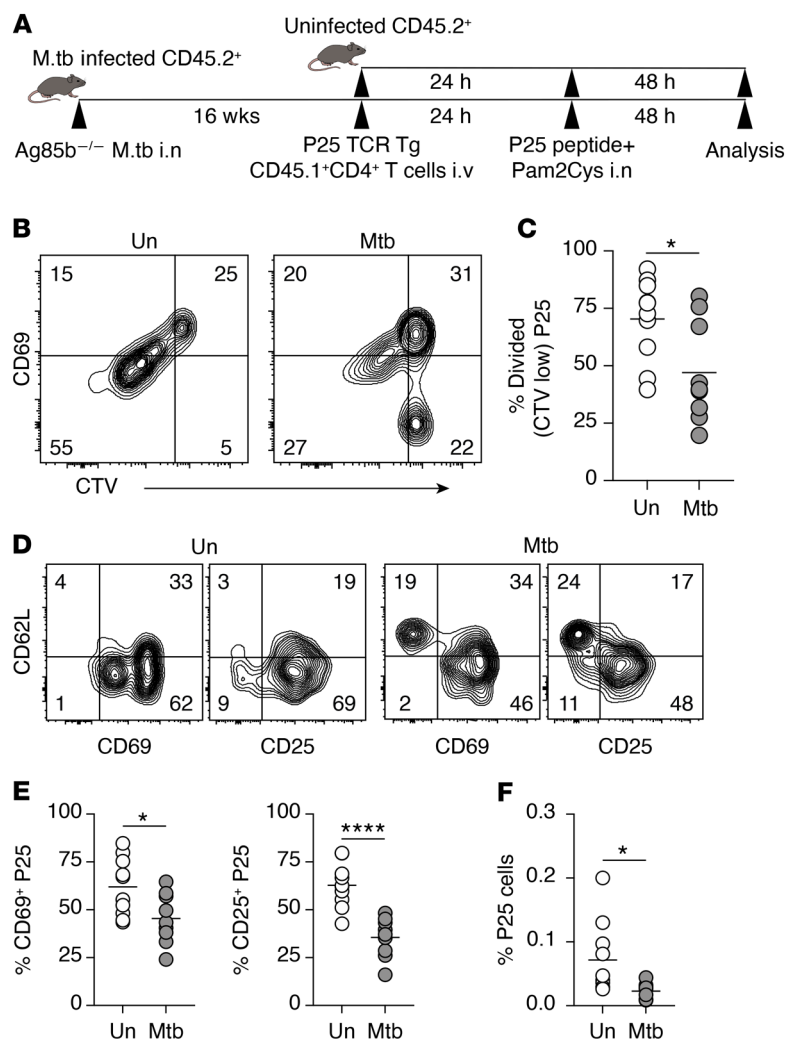 A
Uninfected CD45.2⁺
M.tb infected CD45.2⁺
24 h
48 h
16 wks
24 h
48 h
Ag85b⁻/⁻ M.tb i.n
P25 TCR Tg
CD45.1⁺CD4⁺ T cells i.v
P25 peptide+
Pam2Cys i.n
Analysis
B
Un
Mtb
15
25
55
5
20
31
27
22
CD69
CTV
C
100
75
50
25
0
*
% Divided
(CTV low) P25
Un
Mtb
D
Un
Mtb
4
33
1
62
3
19
9
69
19
34
2
46
24
17
11
48
CD62L
CD69
CD25
CD69
CD25
E
100
75
50
25
0
*
% CD69⁺ P25
Un
Mtb
100
75
50
25
0
****
% CD25⁺ P25
Un
Mtb
F
0.3
0.2
0.1
0.0
*
% P25 cells
Un
Mtb